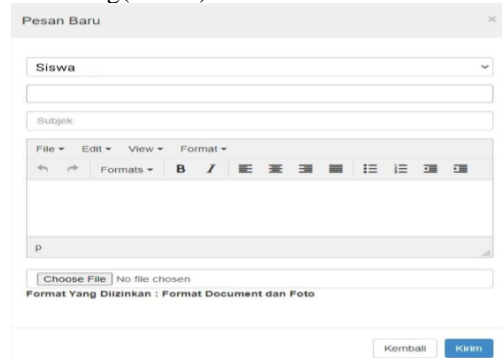 Pesan Baru ×
Siswa
Subjek
File Edit View Format
Formats B I
p
Choose File No file chosen
Format Yang Diizinkan : Format Document dan Foto
Kembali Kirim